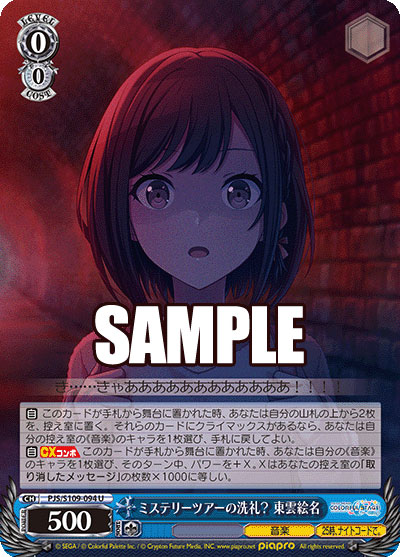 LEVEL
0
0
COST
SAMPLE
き……きゃあああああああああああああ！！！！
自 このカードが手札から舞台に置かれた時、あなたは自分の山札の上から2枚
を、控え室に置く。それらのカードにクライマックスがあるなら、あなたは自
分の控え室の《音楽》のキャラを1枚選び、手札に戻してよい。
自 CXコンボ このカードが手札から舞台に置かれた時、あなたは自分の《音楽》
のキャラを1枚選び、そのターン中、パワーを＋X。Xはあなたの控え室の「取
り消したメッセージ」の枚数×1000に等しい。
CH PJS/S109-094 U
500
ミステリーツアーの洗礼? 東雲絵名
COLORFUL STAGE!
音楽
25時、ナイトコードで。
© SEGA / © Colorful Palette Inc. / © Crypton Future Media, INC. www.piapro.net piapro